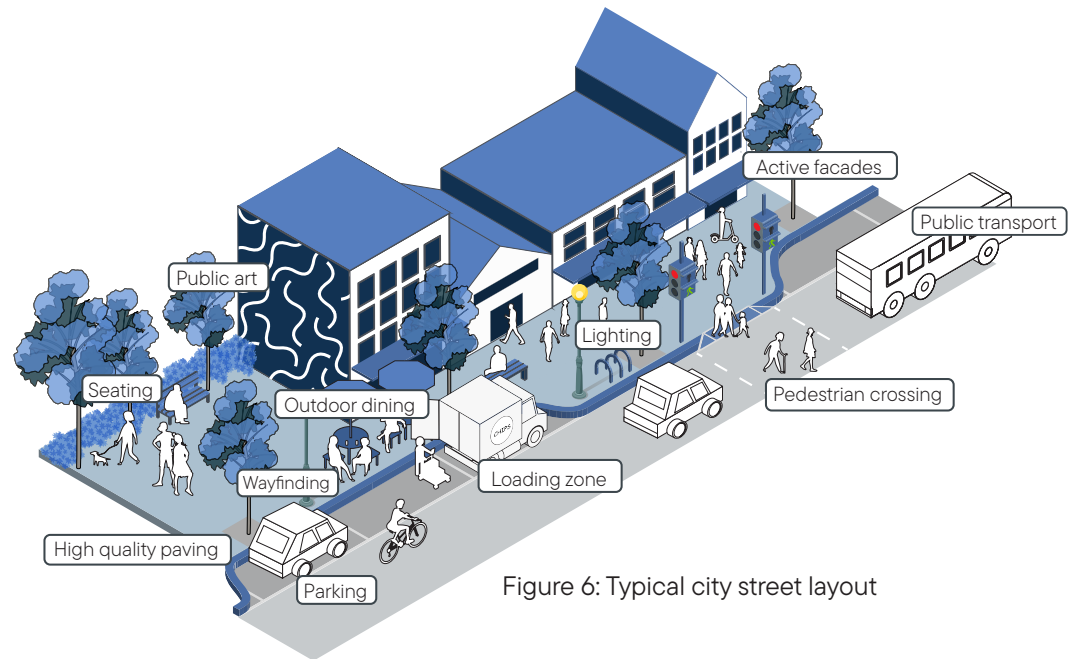 Active facades
Public transport
Public art
Lighting
Seating
Outdoor dining
Pedestrian crossing
CHIPS
Loading zone
Wayfinding
High quality paving
Parking
Figure 6: Typical city street layout